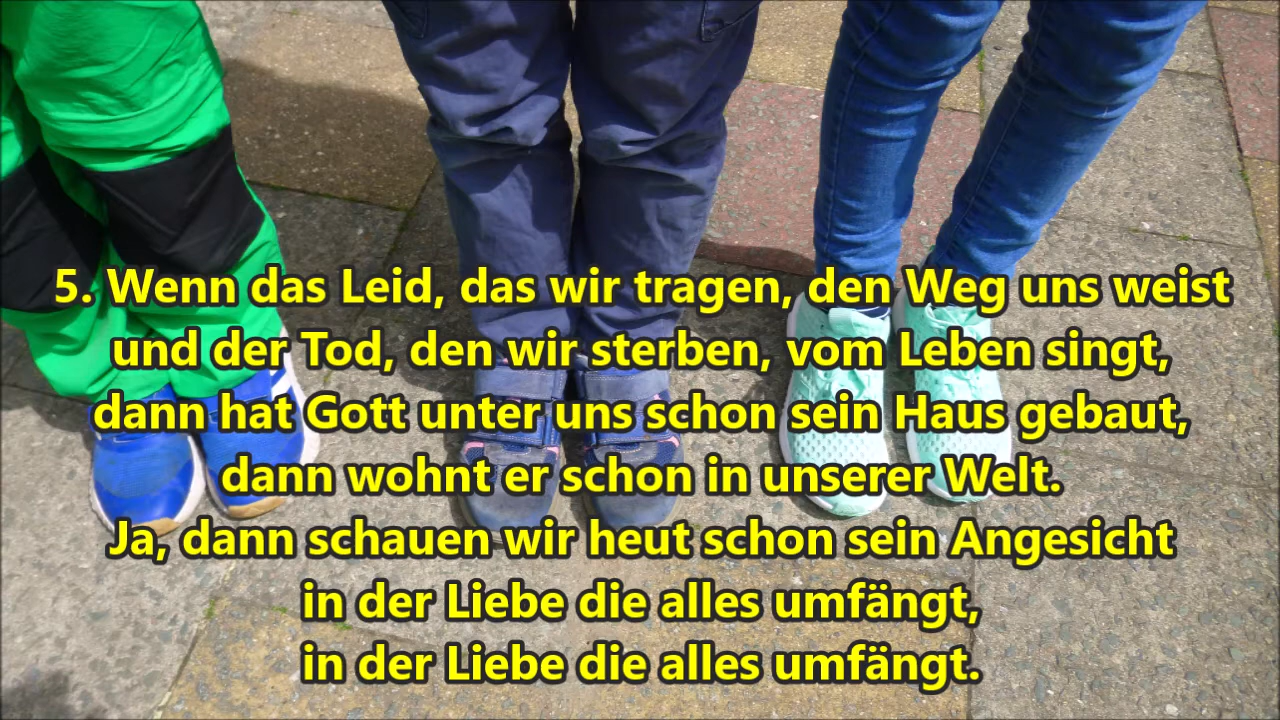 5. Wenn das Leid, das wir tragen, den Weg uns weist
und der Tod, den wir sterben, vom Leben singt,
dann hat Gott unter uns schon sein Haus gebaut,
dann wohnt er schon in unserer Welt.
Ja, dann schauen wir heut schon sein Angesicht
in der Liebe die alles umfängt,
in der Liebe die alles umfängt.